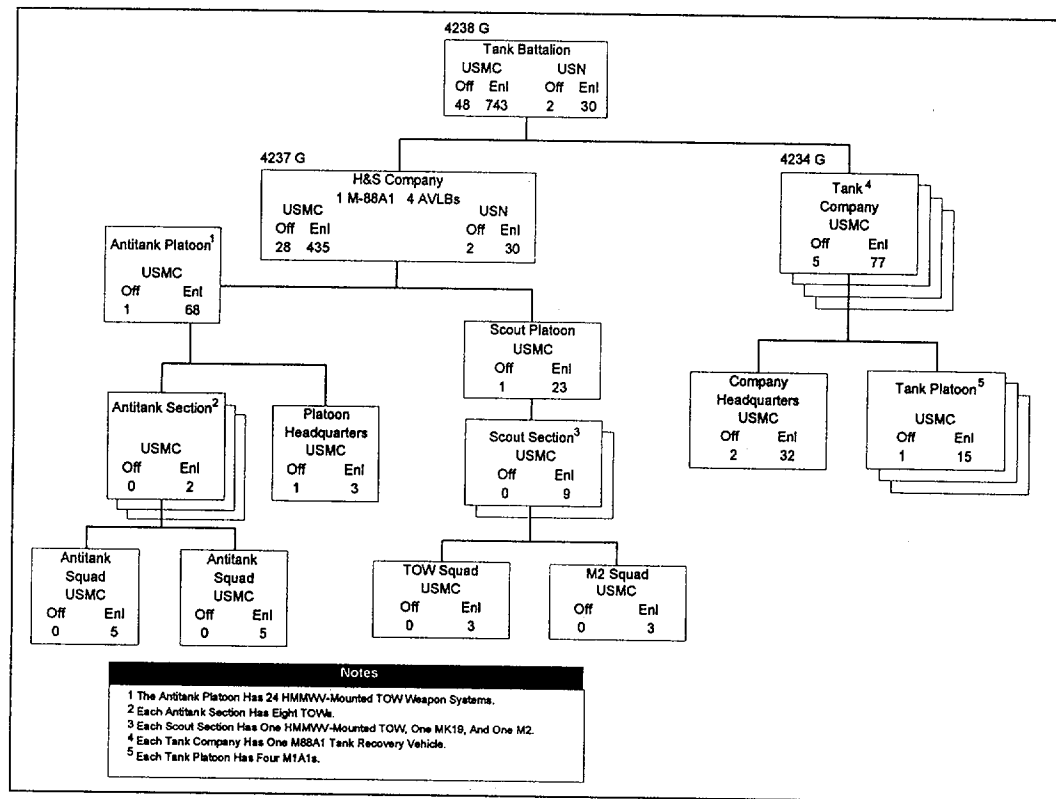 4238 G
Tank Battalion
USMC USN
Off Enl Off Enl
48 743 2 30
4237 G
H&S Company
1 M-88A1 4 AVLBs
USMC USN
Off Enl Off Enl
28 435 2 30
4234 G
Tank4
Company
USMC
Off Enl
5 77
Antitank Platoon1
USMC
Off Enl
1 68
Scout Platoon
USMC
Off Enl
1 23
Antitank Section2
USMC
Off Enl
0 2
Platoon
Headquarters
USMC
Off Enl
1 3
Scout Section3
USMC
Off Enl
0 9
Company
Headquarters
USMC
Off Enl
2 32
Tank Platoon5
USMC
Off Enl
1 15
Antitank
Squad
USMC
Off Enl
0 5
Antitank
Squad
USMC
Off Enl
0 5
TOW Squad
USMC
Off Enl
0 3
M2 Squad
USMC
Off Enl
0 3
Notes
1 The Antitank Platoon Has 24 HMMWV-Mounted TOW Weapon Systems.
2 Each Antitank Section Has Eight TOWs.
3 Each Scout Section Has One HMMWV-Mounted TOW, One MK19, And One M2.
4 Each Tank Company Has One M88A1 Tank Recovery Vehicle.
5 Each Tank Platoon Has Four M1A1s.